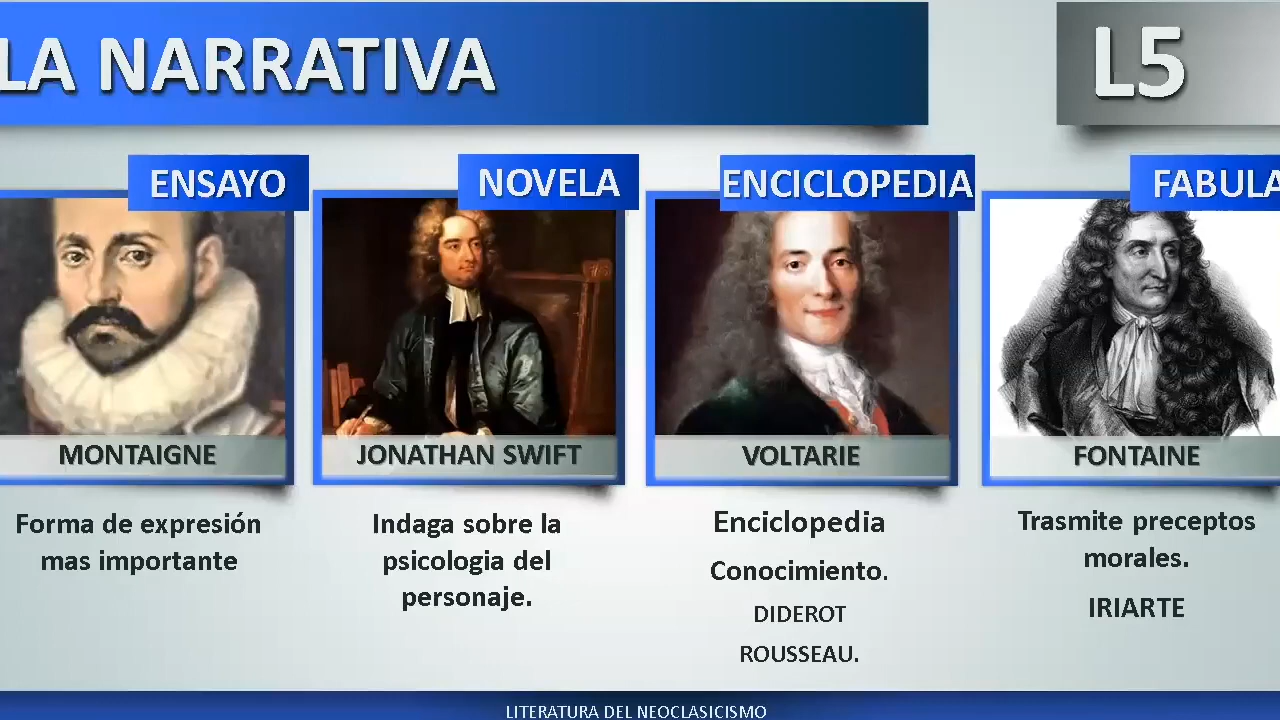 LA NARRATIVA
L5
ENSAYO
NOVELA
ENCICLOPEDIA
FABULA
MONTAIGNE
JONATHAN SWIFT
VOLTARIE
FONTAINE
Forma de expresión
mas importante
Indaga sobre la
psicologia del
personaje.
Enciclopedia
Conocimiento.
DIDEROT
ROUSSEAU.
Trasmite preceptos
morales.
IRIARTE
LITERATURA DEL NEOCLASICISMO